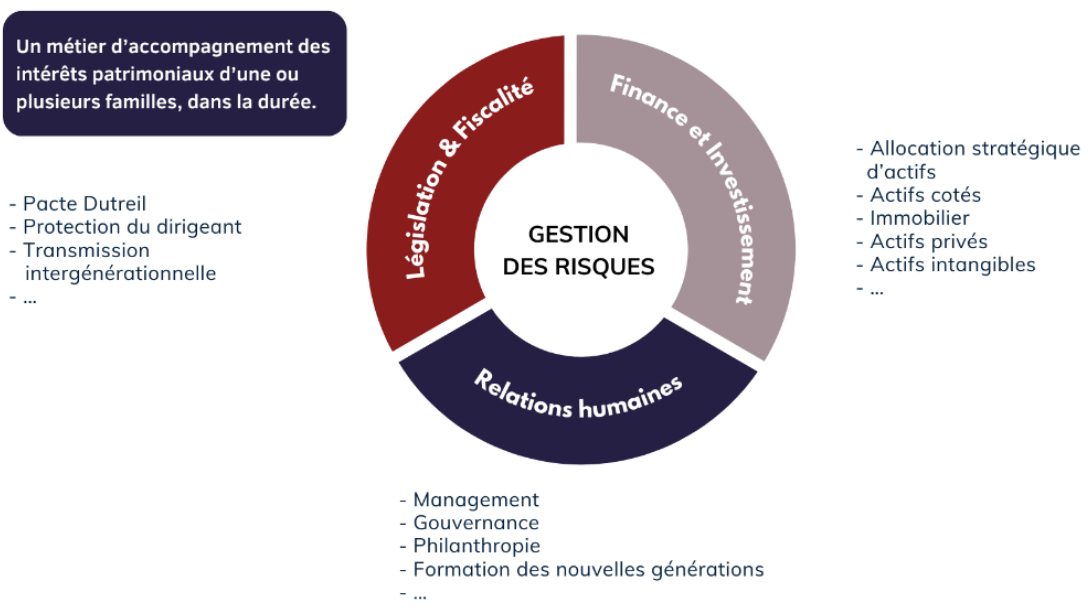 Un métier d'accompagnement des
intérêts patrimoniaux d'une ou
plusieurs familles, dans la durée.
Législation & Fiscalité
Finance et Investissement
- Pacte Dutreil
- Protection du dirigeant
- Transmission
intergénérationnelle
- ...
GESTION
DES RISQUES
- Allocation stratégique
d'actifs
- Actifs cotés
- Immobilier
- Actifs privés
- Actifs intangibles
- ...
Relations humaines
- Management
- Gouvernance
- Philanthropie
- Formation des nouvelles générations
- ...